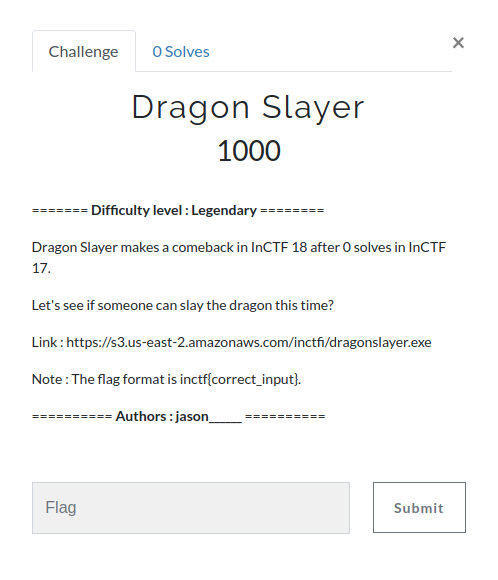 Challenge
0 Solves
×
Dragon Slayer
1000
======= Difficulty level : Legendary ========
Dragon Slayer makes a comeback in InCTF 18 after 0 solves in InCTF
17.
Let's see if someone can slay the dragon this time?
Link : https://s3.us-east-2.amazonaws.com/inctfi/dragonslayer.exe
Note : The flag format is inctf{correct_input}.
========== Authors : jason______ ==========
Flag
Submit